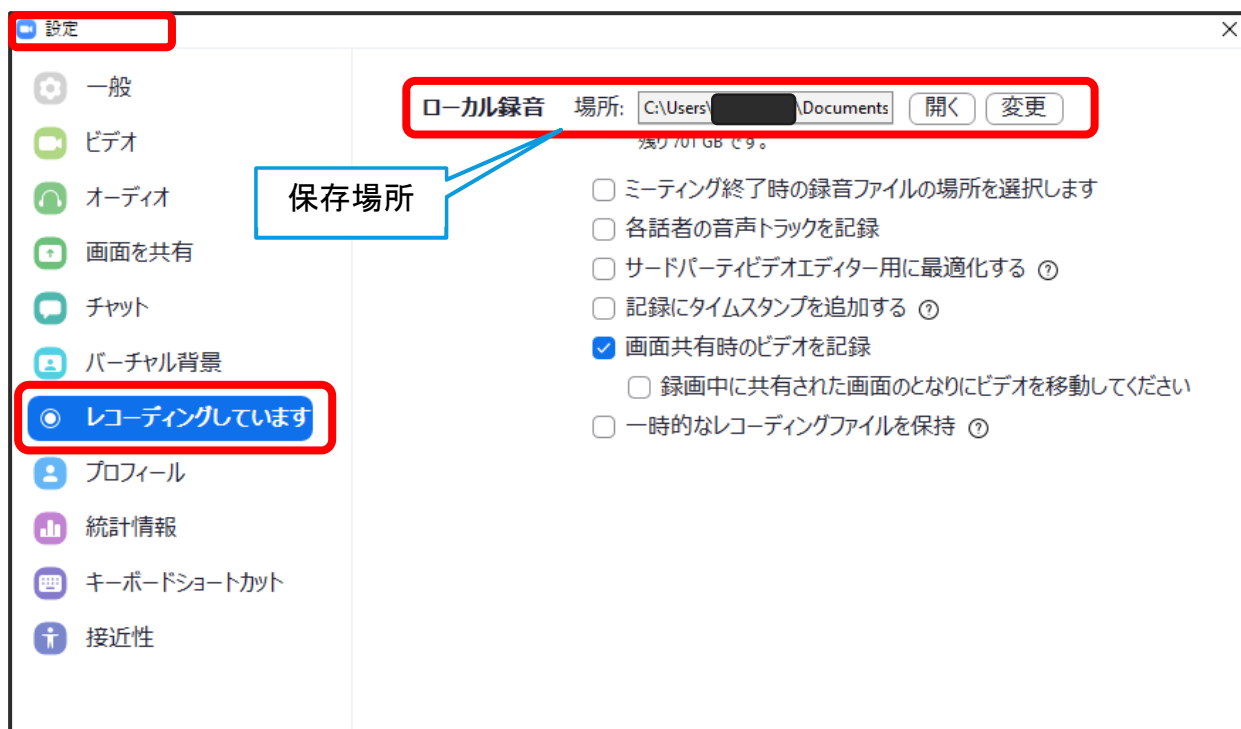 設定
一般
ビデオ
オーディオ
画面を共有
チャット
バーチャル背景
レコーディングしています
プロフィール
統計情報
キーボードショートカット
接近性
ローカル録音 場所: C:\Users\ \Documents 開く 変更
残り 701 GB です。
保存場所
ミーティング終了時の録音ファイルの場所を選択します
各話者の音声トラックを記録
サードパーティビデオエディター用に最適化する ?
記録にタイムスタンプを追加する ?
画面共有時のビデオを記録
録画中に共有された画面のとなりにビデオを移動してください
一時的なレコーディングファイルを保持 ?